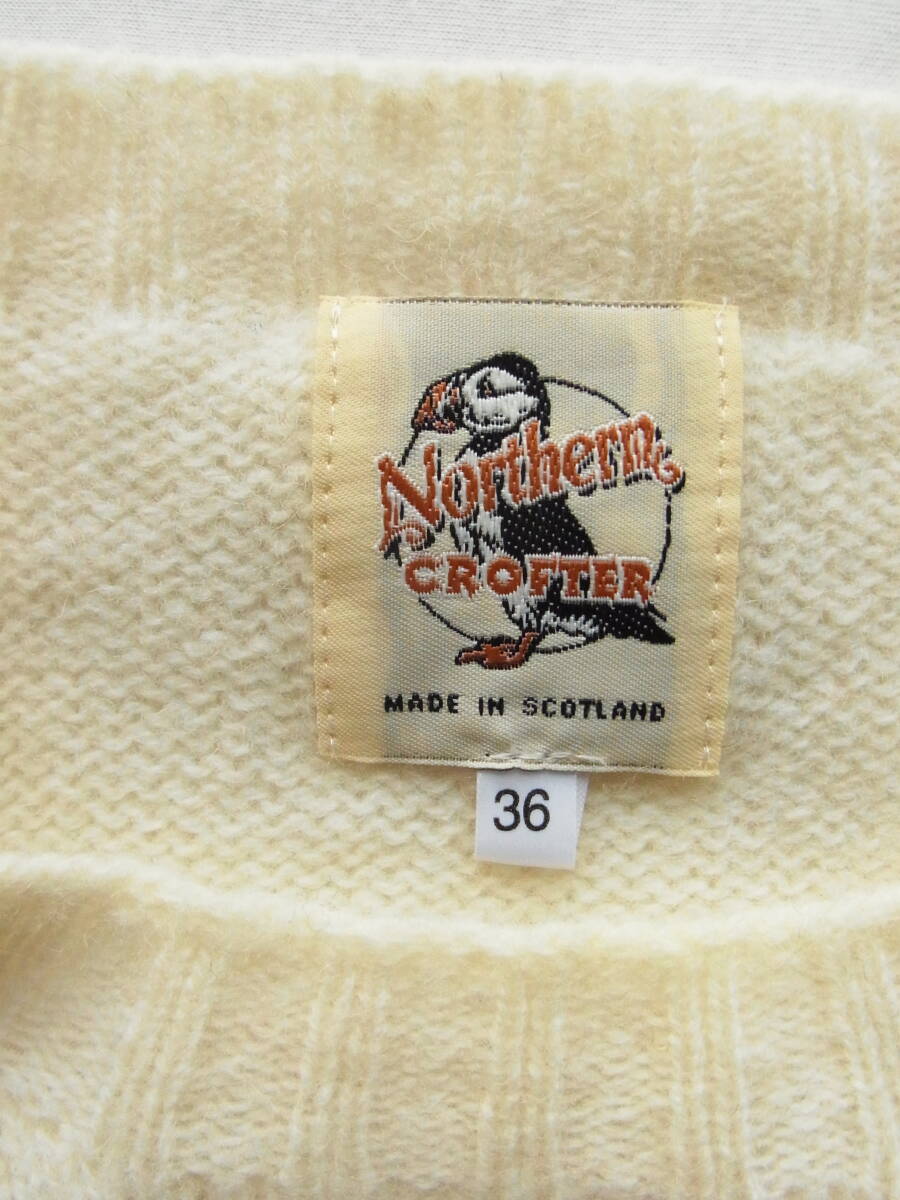 Northern
CROFTER
MADE IN SCOTLAND
36